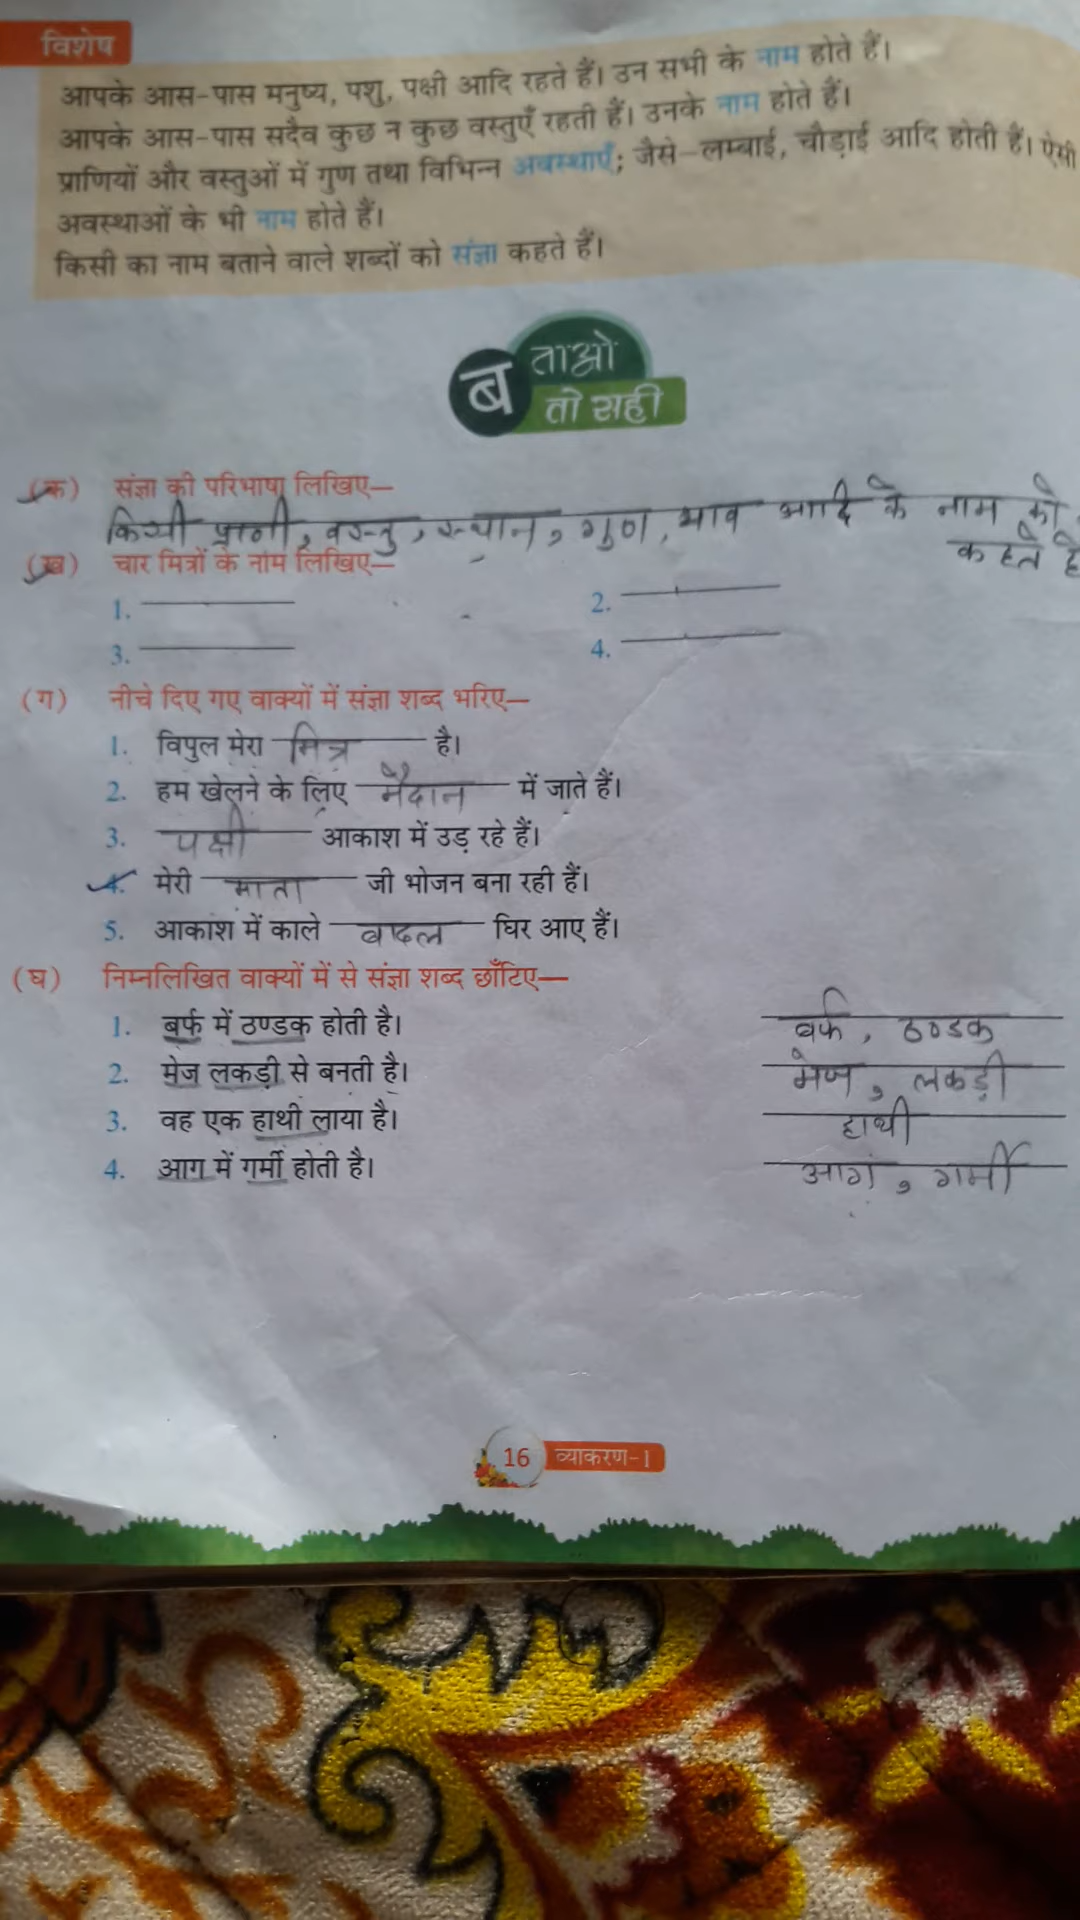 विशेष
आपके आस-पास मनुष्य, पशु, पक्षी आदि रहते हैं। उन सभी के नाम होते हैं।
आपके आस-पास सदैव कुछ न कुछ वस्तुएँ रहती हैं। उनके नाम होते हैं।
प्राणियों और वस्तुओं में गुण तथा विभिन्न अवस्थाएँ; जैसे-लम्बाई, चौड़ाई आदि होती हैं। ऐसी
अवस्थाओं के भी नाम होते हैं।
किसी का नाम बताने वाले शब्दों को संज्ञा कहते हैं।
बताओ
तो सही
(क) संज्ञा की परिभाषा लिखिए—
किसी प्राणी, वस्तु, स्थान, गुण, भाव आदि के नाम को
कहते है
(ख) चार मित्रों के नाम लिखिए—
1. 2.
3. 4.
(ग) नीचे दिए गए वाक्यों में संज्ञा शब्द भरिए—
1. विपुल मेरा मित्र है।
2. हम खेलने के लिए मैदान में जाते हैं।
3. पक्षी आकाश में उड़ रहे हैं।
4. मेरी माता जी भोजन बना रही हैं।
5. आकाश में काले बादल घिर आए हैं।
(घ) निम्नलिखित वाक्यों में से संज्ञा शब्द छाँटिए—
1. बर्फ में ठण्डक होती है। बर्फ, ठण्डक
2. मेज लकड़ी से बनती है। मेज, लकड़ी
3. वह एक हाथी लाया है। हाथी
4. आग में गर्मी होती है। आग, गर्मी
16 व्याकरण-1